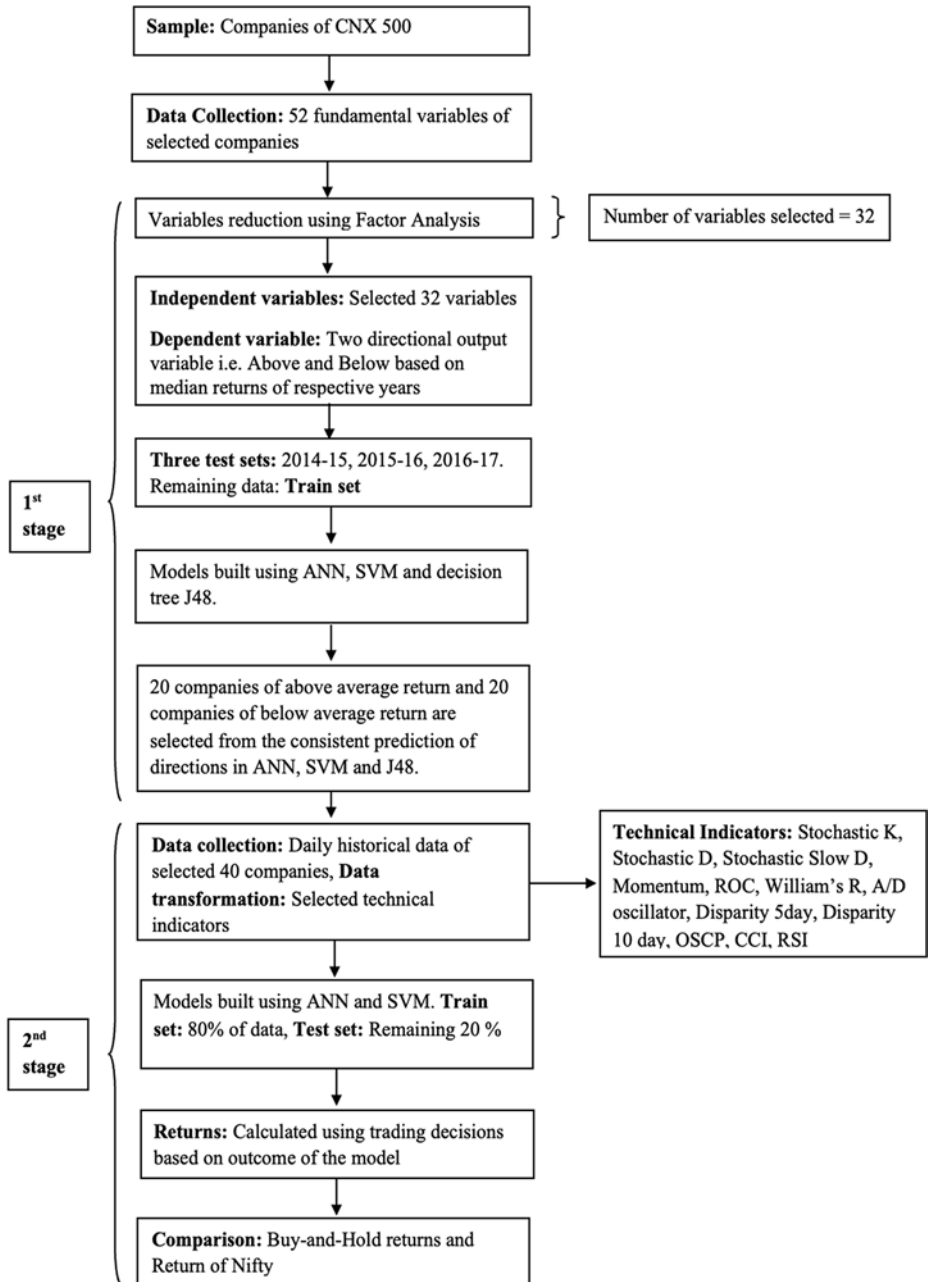 Sample: Companies of CNX 500
Data Collection: 52 fundamental variables of
selected companies
Variables reduction using Factor Analysis
Number of variables selected = 32
Independent variables: Selected 32 variables
Dependent variable: Two directional output
variable i.e. Above and Below based on
median returns of respective years
Three test sets: 2014-15, 2015-16, 2016-17.
Remaining data: Train set
1st
stage
Models built using ANN, SVM and decision
tree J48.
20 companies of above average return and 20
companies of below average return are
selected from the consistent prediction of
directions in ANN, SVM and J48.
Data collection: Daily historical data of
selected 40 companies, Data
transformation: Selected technical
indicators
Technical Indicators: Stochastic K,
Stochastic D, Stochastic Slow D,
Momentum, ROC, William's R, A/D
oscillator, Disparity 5day, Disparity
10 day, OSCP, CCI, RSI
Models built using ANN and SVM. Train
set: 80% of data, Test set: Remaining 20 %
2nd
stage
Returns: Calculated using trading decisions
based on outcome of the model
Comparison: Buy-and-Hold returns and
Return of Nifty